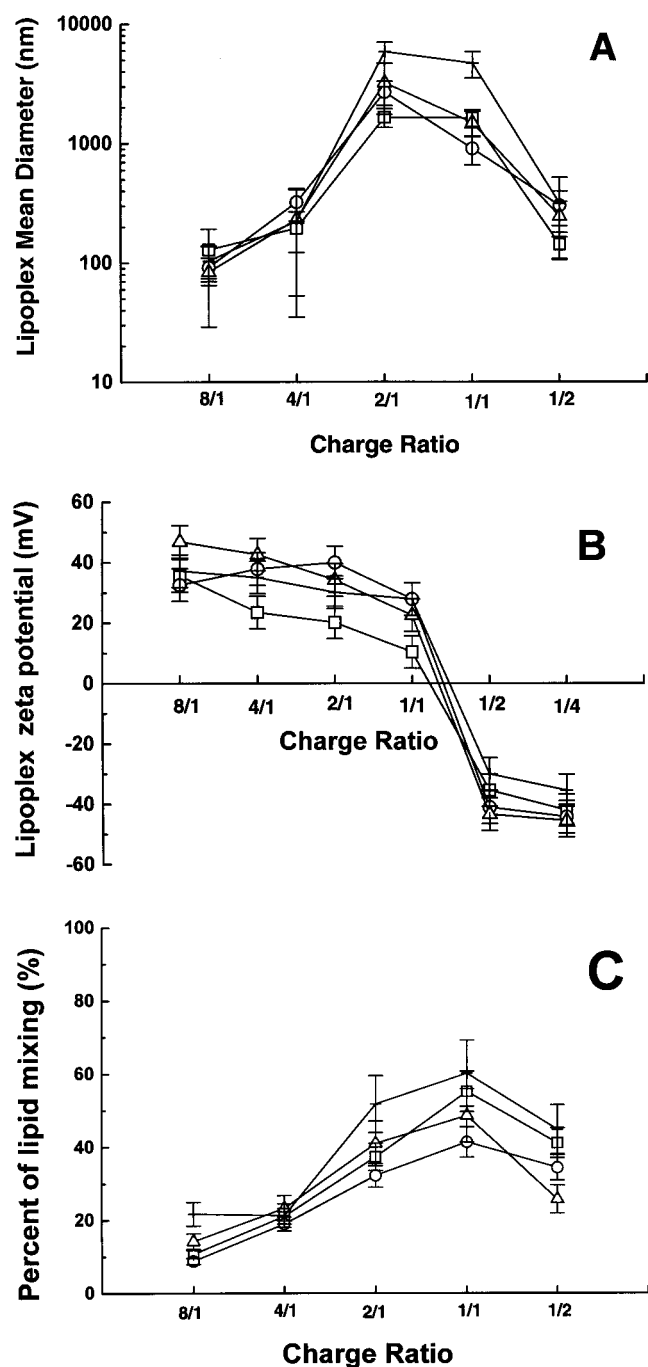 A
Lipoplex Mean Diameter (nm)
10000
1000
100
10
8/1 4/1 2/1 1/1 1/2
Charge Ratio
B
Lipoplex zeta potential (mV)
60
40
20
0
-20
-40
-60
8/1 4/1 2/1 1/1 1/2 1/4
Charge Ratio
C
Percent of lipid mixing (%)
100
80
60
40
20
0
8/1 4/1 2/1 1/1 1/2
Charge Ratio